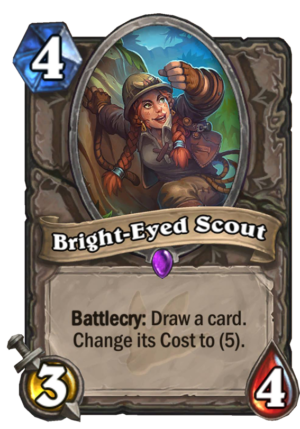 4
Bright-Eyed Scout
Battlecry: Draw a card.
Change its Cost to (5).
3
4